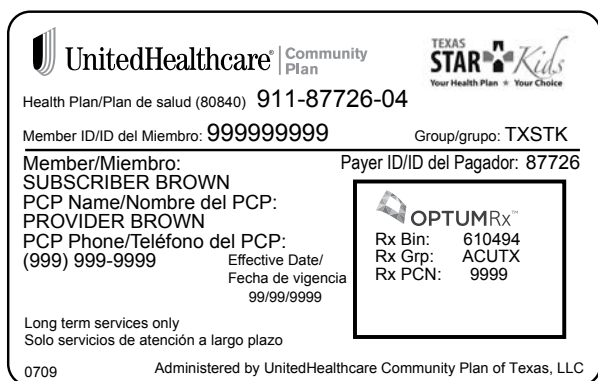 UnitedHealthcare® Community Plan
TEXAS
STAR Kids
Your Health Plan ★ Your Choice
Health Plan/Plan de salud (80840) 911-87726-04
Member ID/ID del Miembro: 999999999 Group/grupo: TXSTK
Member/Miembro: Payer ID/ID del Pagador: 87726
SUBSCRIBER BROWN
PCP Name/Nombre del PCP:
PROVIDER BROWN
PCP Phone/Teléfono del PCP:
(999) 999-9999
Effective Date/
Fecha de vigencia
99/99/9999
OPTUMRx™
Rx Bin: 610494
Rx Grp: ACUTX
Rx PCN: 9999
Long term services only
Solo servicios de atención a largo plazo
0709 Administered by UnitedHealthcare Community Plan of Texas, LLC